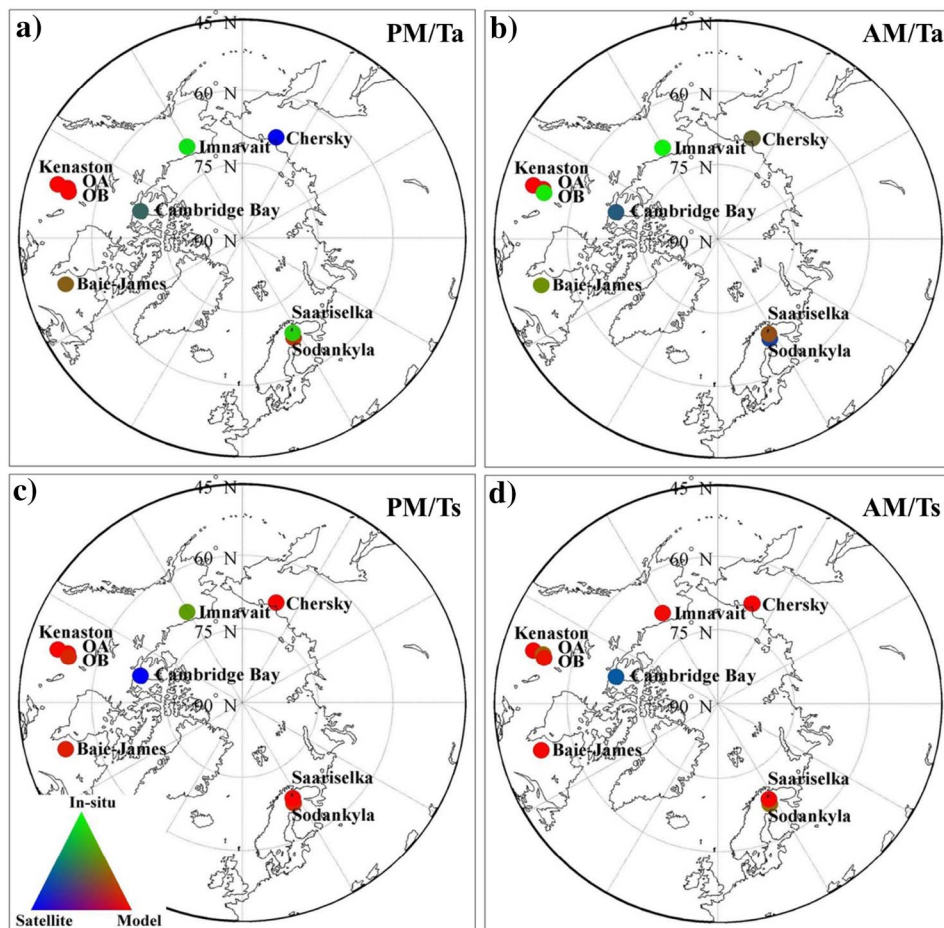 a)
45° N
PM/Ta
60° N
Imnavait
Chersky
75° N
Kenaston
OA
OB
Cambridge Bay
90° N
Baie-James
Saariselka
Sodankyla
b)
45° N
AM/Ta
60° N
Imnavait
Chersky
75° N
Kenaston
OA
OB
Cambridge Bay
90° N
Baie-James
Saariselka
Sodankyla
c)
45° N
PM/Ts
60° N
Imnavait
Chersky
75° N
Kenaston
OA
OB
Cambridge Bay
90° N
Baie-James
Saariselka
Sodankyla
In-situ
Satellite Model
d)
45° N
AM/Ts
60° N
Imnavait
Chersky
75° N
Kenaston
OA
OB
Cambridge Bay
90° N
Baie-James
Saariselka
Sodankyla